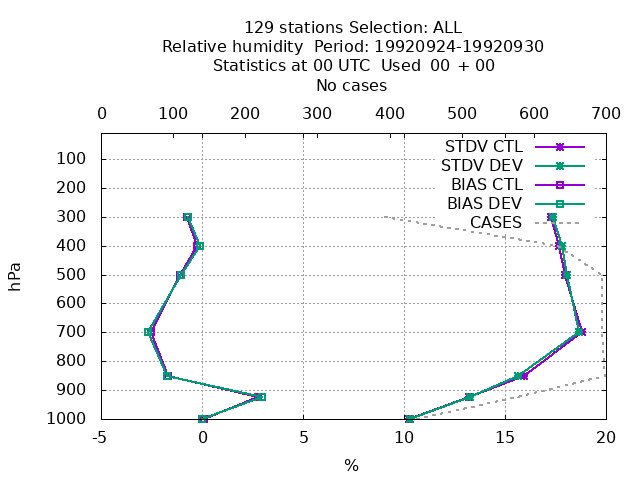 129 stations Selection: ALL
Relative humidity  Period: 19920924-19920930
Statistics at 00 UTC  Used  00 + 00
No cases
0 100 200 300 400 500 600 700
STDV CTL
STDV DEV
BIAS CTL
BIAS DEV
CASES
hPa
100
200
300
400
500
600
700
800
900
1000
-5 0 5 10 15 20
%